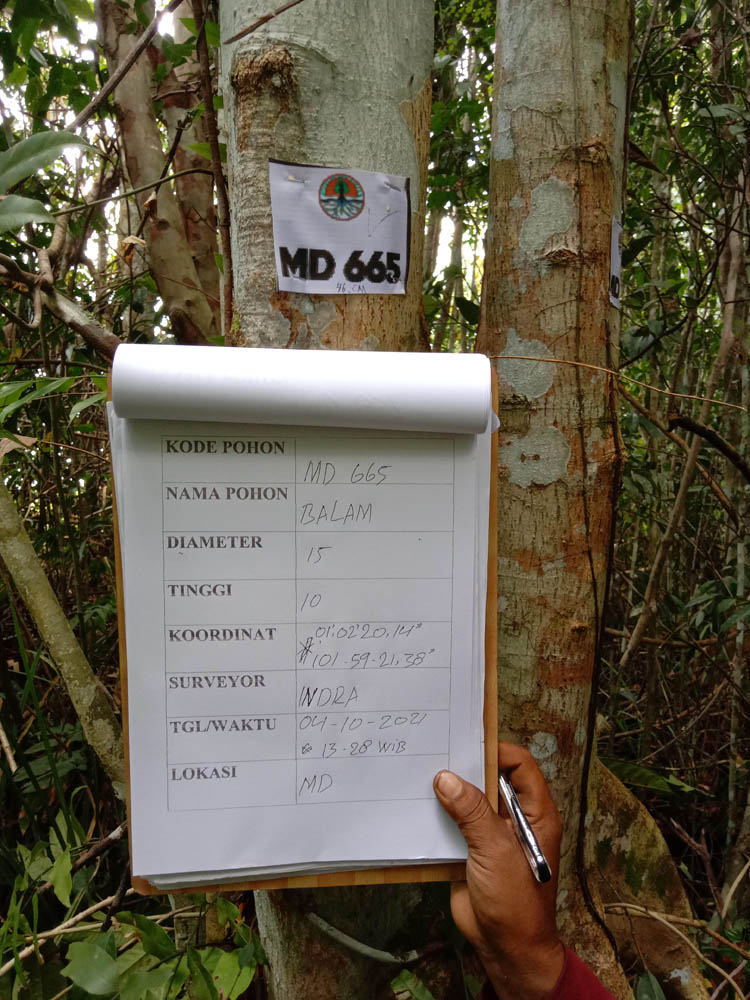 MD 665
46 CM
KODE POHON MD 665
NAMA POHON BALAM
DIAMETER 15
TINGGI 10
KOORDINAT 01°.02'20,14"
101-59-21,38"
SURVEYOR INDRA
TGL/WAKTU 04-10-2021
13-28 WIB
LOKASI MD